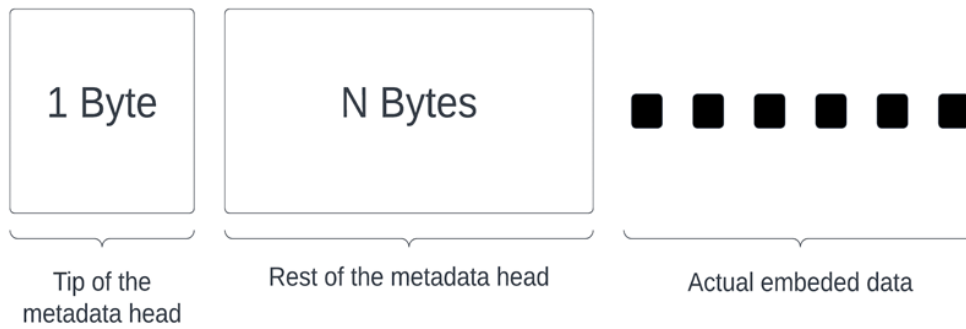 1 Byte
N Bytes
Tip of the
metadata head
Rest of the metadata head
Actual embeded data